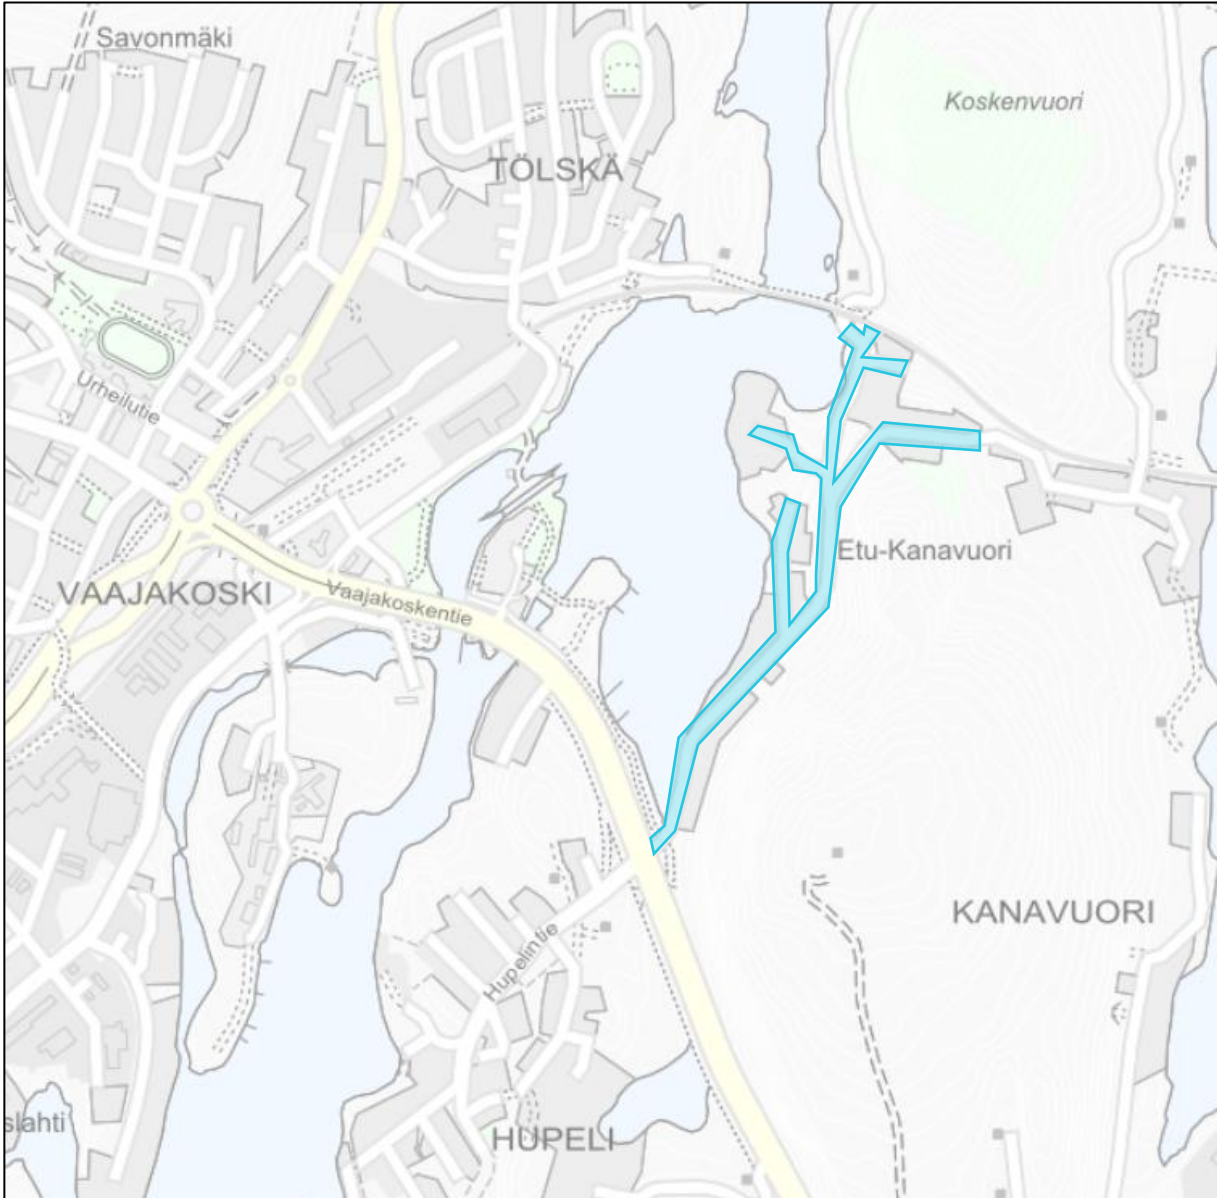 Savonmäki
Koskenvuori
TÖLSKÄ
Urheilutie
Etu-Kanavuori
VAAJAKOSKI
Vaajakoskentie
KANAVUORI
Hupelintie
slahti
HUPELI